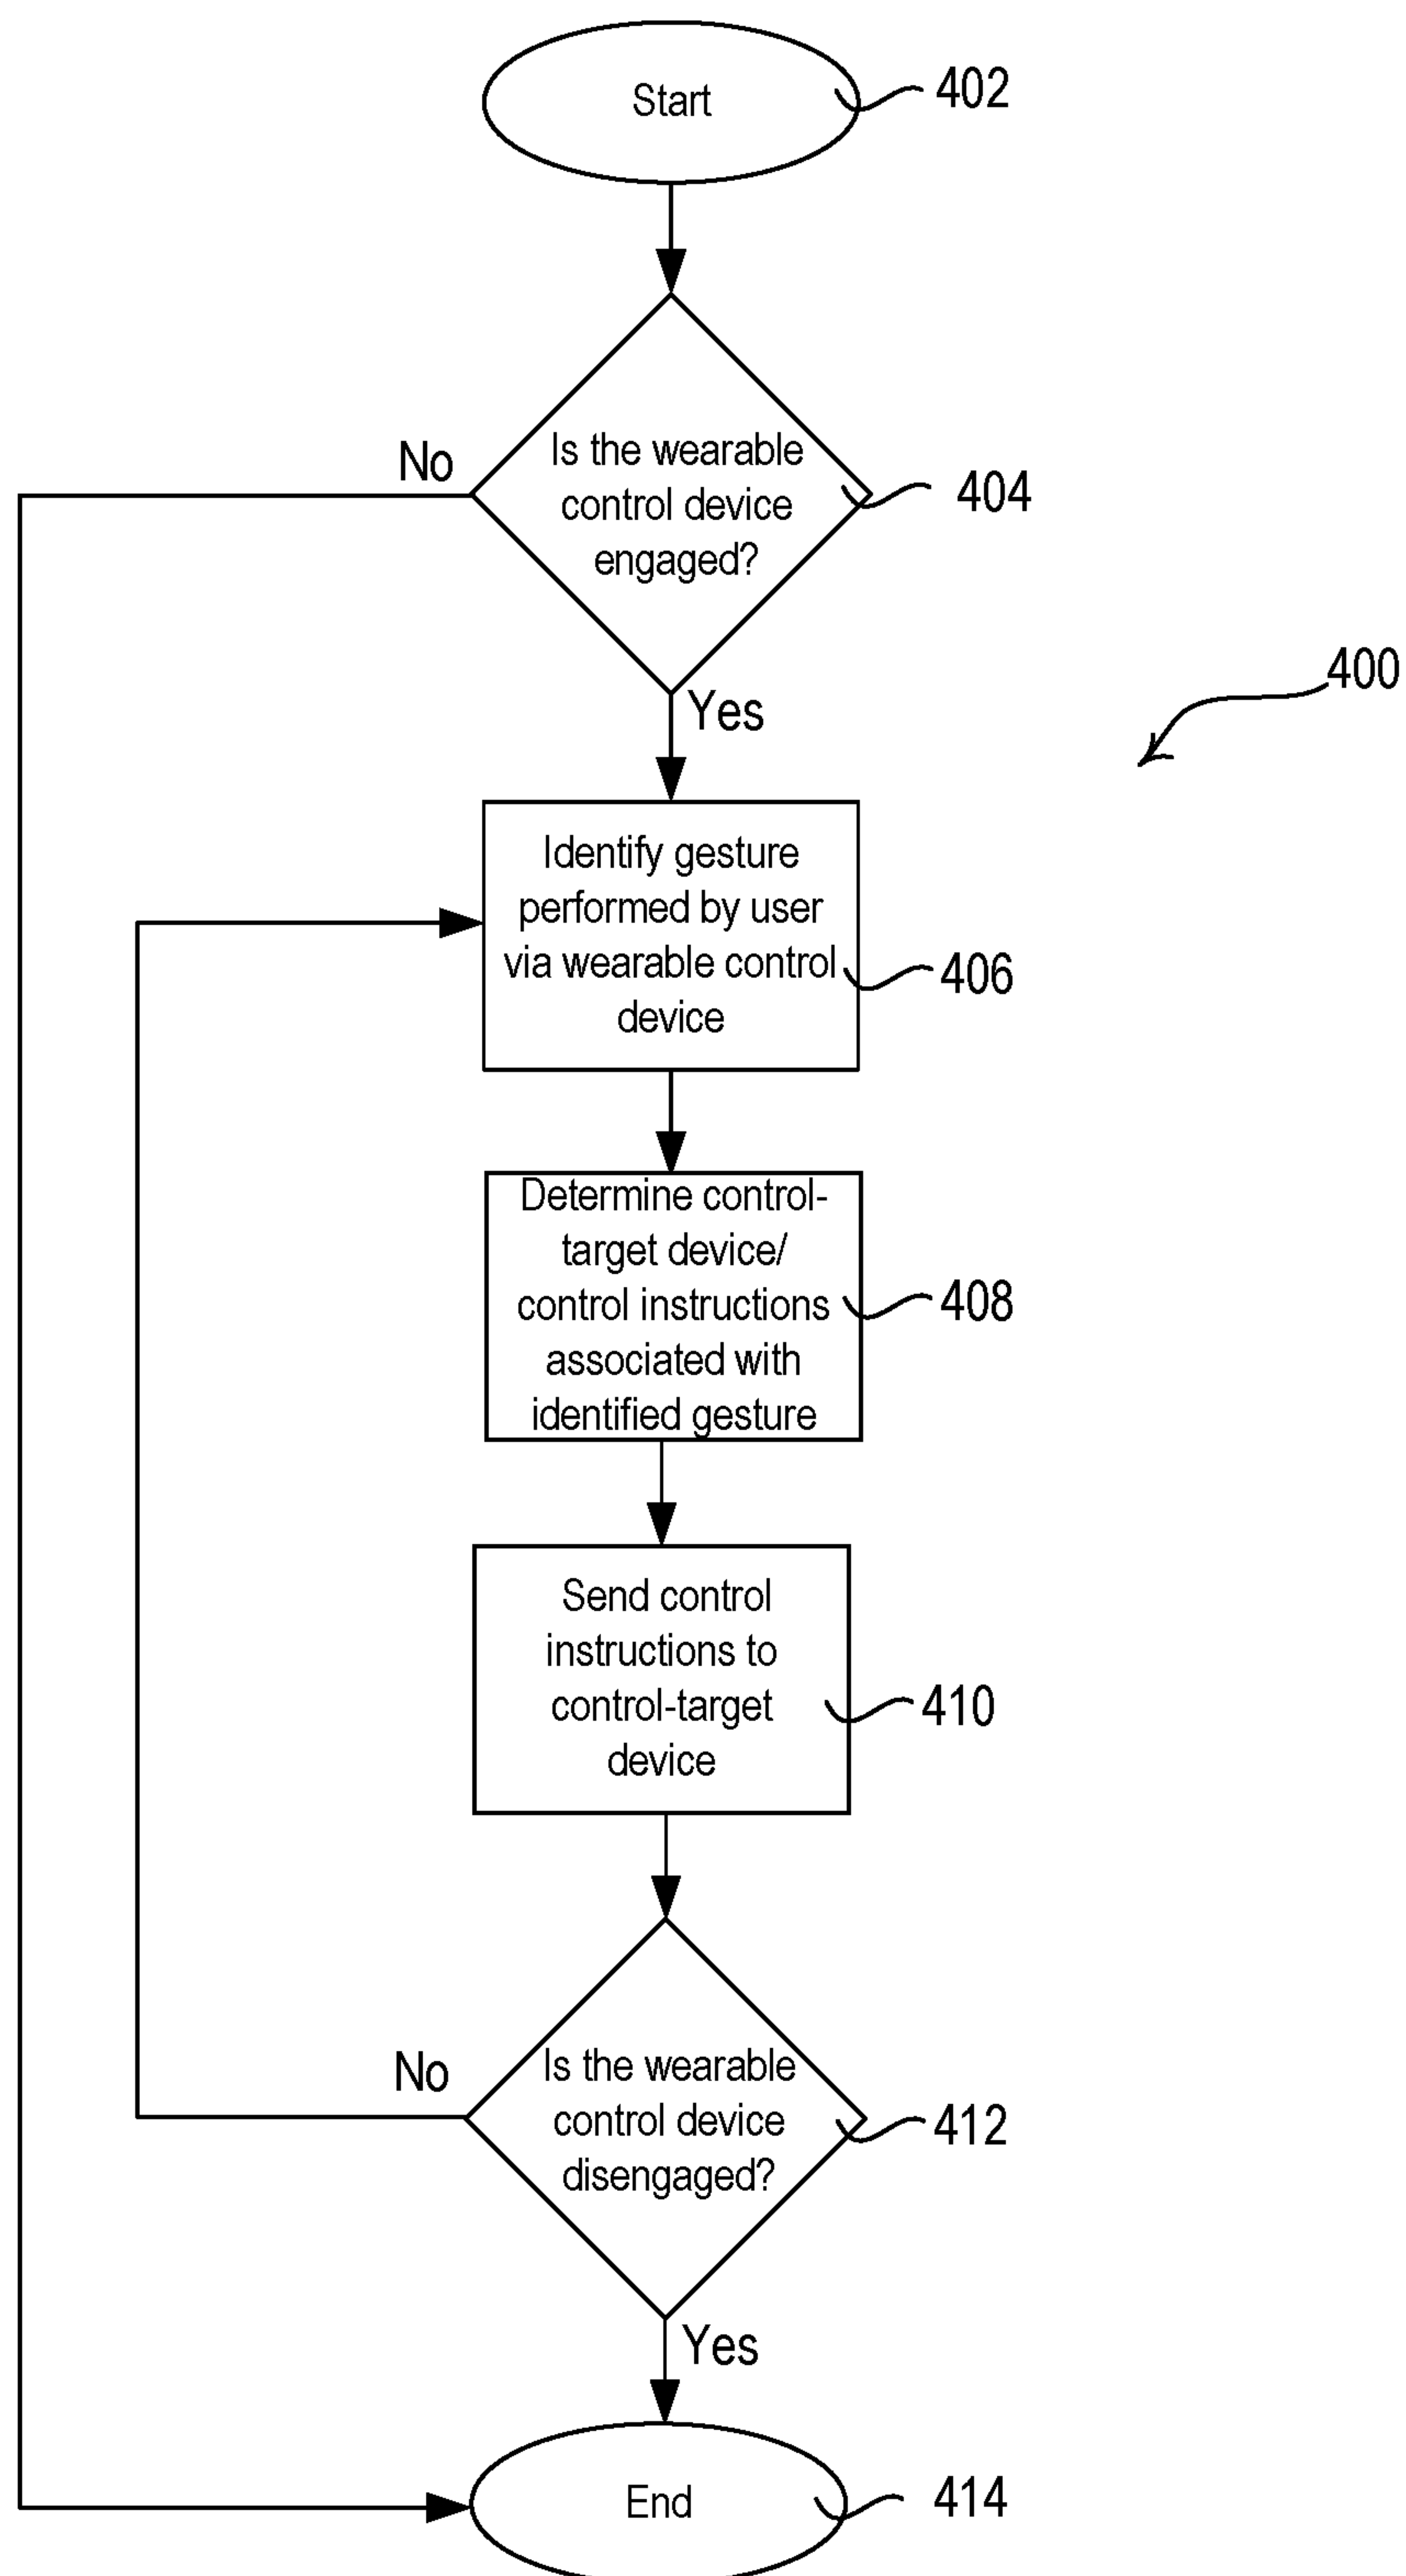 Start
402
Is the wearable
control device
engaged?
404
No
Yes
400
Identify gesture
performed by user
via wearable control
device
406
Determine control-
target device/
control instructions
associated with
identified gesture
408
Send control
instructions to
control-target
device
410
Is the wearable
control device
disengaged?
412
No
Yes
End
414